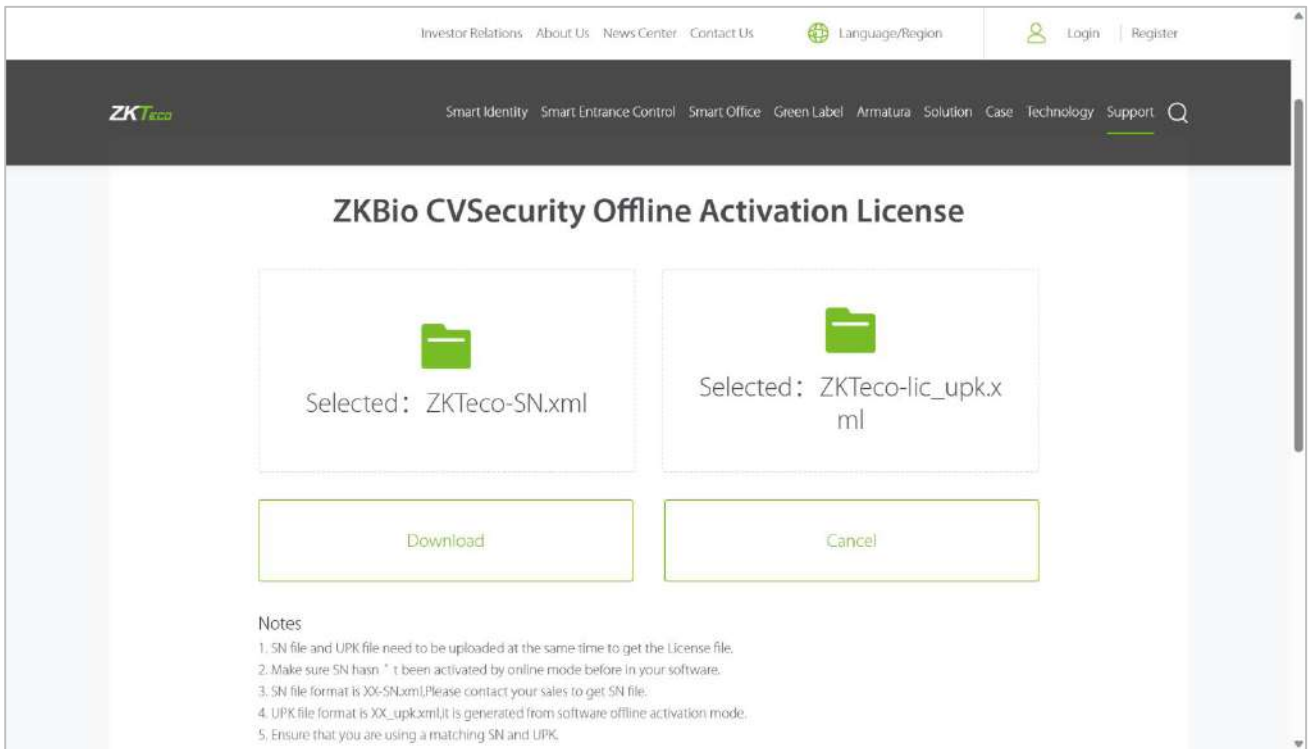 Investor Relations About Us News Center Contact Us Language/Region Login Register
ZKTeco Smart Identity Smart Entrance Control Smart Office Green Label Armatura Solution Case Technology Support
ZKBio CVSecurity Offline Activation License
Selected： ZKTeco-SN.xml
Selected： ZKTeco-lic_upk.x
ml
Download Cancel
Notes
1. SN file and UPK file need to be uploaded at the same time to get the License file.
2. Make sure SN hasn ' t been activated by online mode before in your software.
3. SN file format is XX-SN.xml,Please contact your sales to get SN file.
4. UPK file format is XX_upk.xml,it is generated from software offline activation mode.
5. Ensure that you are using a matching SN and UPK.